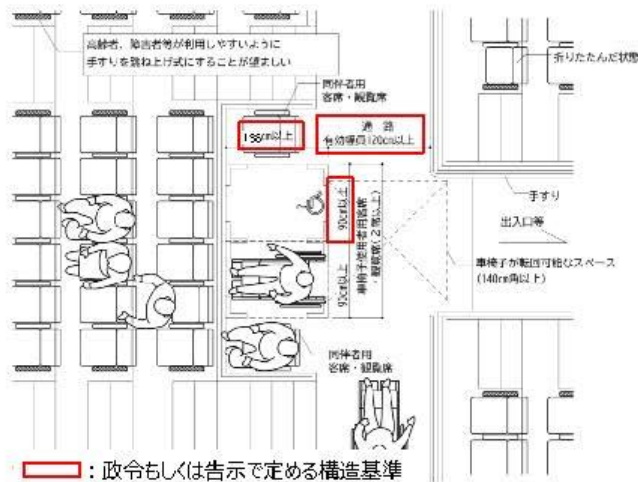 高齢者、障害者等が利用しやすいように
手すりを跳ね上げ式にすることが望ましい
折りたたんだ状態
同伴者用
客席・観覧席
135cm以上
通路
有効幅員120cm以上
90cm以上
90cm以上
車椅子使用者用客席
・観覧席(2席以上)
手すり
出入口等
車椅子が転回可能なスペース
(140cm角以上)
同伴者用
客席・観覧席
：政令もしくは告示で定める構造基準